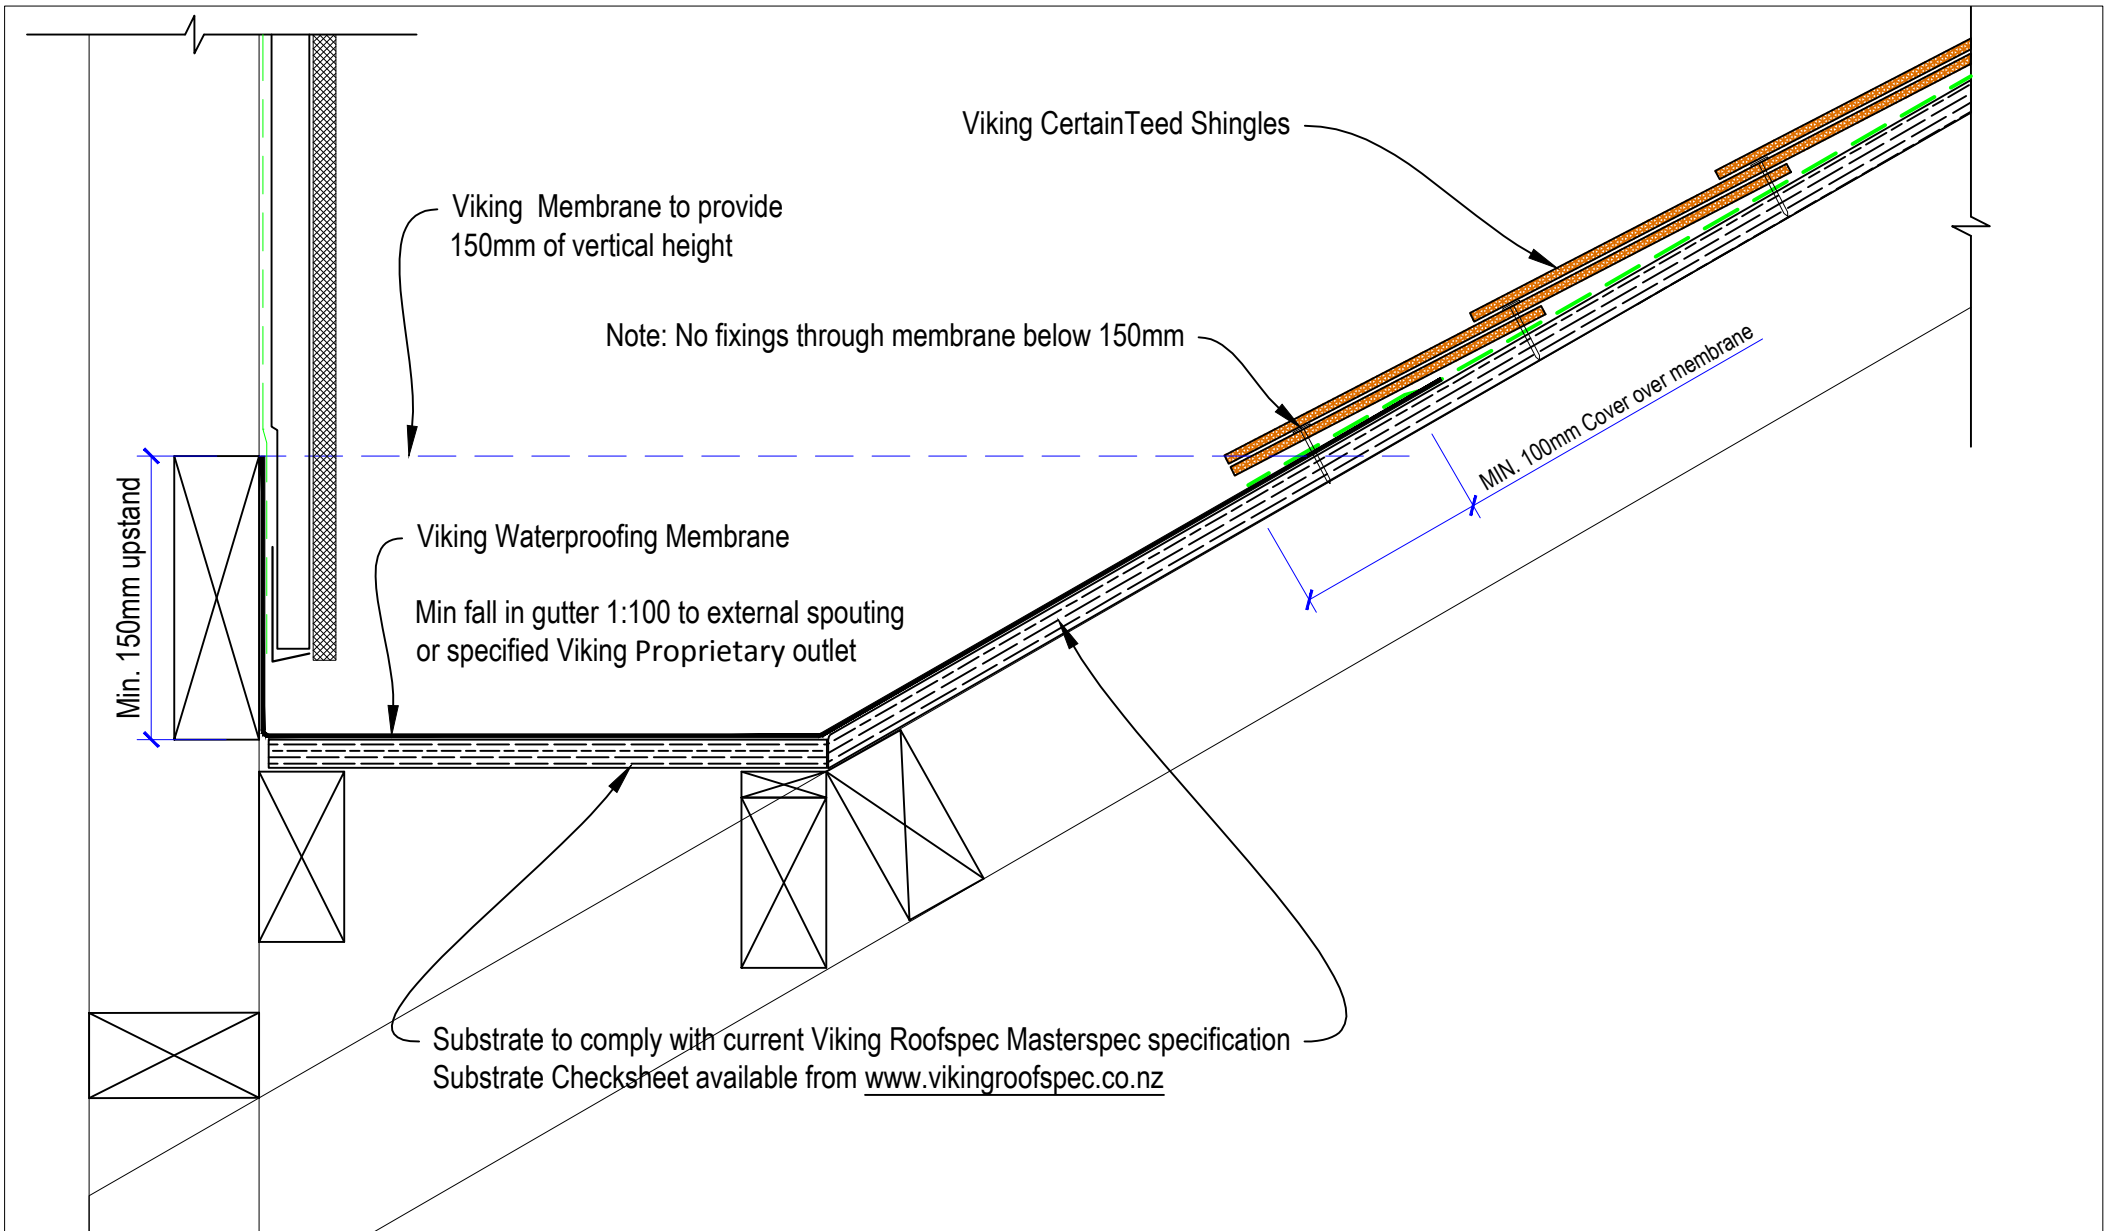 Viking CertainTeed Shingles
Viking Membrane to provide
150mm of vertical height
Note: No fixings through membrane below 150mm
MIN. 100mm Cover over membrane
Min. 150mm upstand
Viking Waterproofing Membrane
Min fall in gutter 1:100 to external spouting
or specified Viking Proprietary outlet
Substrate to comply with current Viking Roofspec Masterspec specification
Substrate Checksheet available from www.vikingroofspec.co.nz